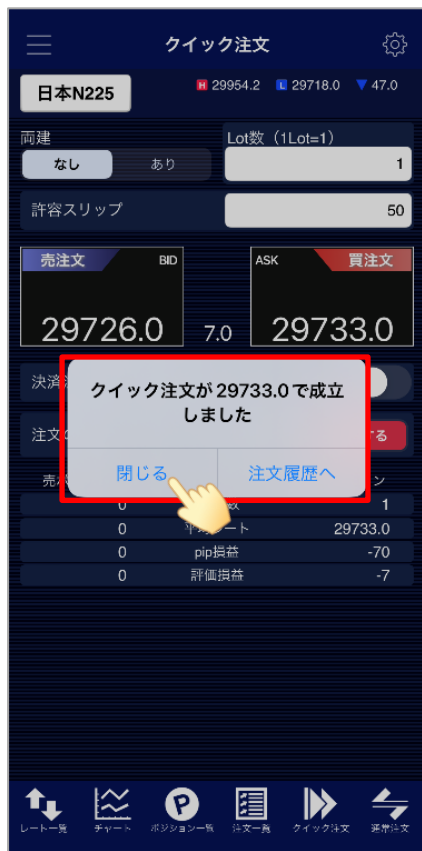 クイック注文
日本N225
H 29954.2 L 29718.0 ▼ 47.0
両建
Lot数（1Lot=1）
なし
あり
1
許容スリップ
50
売注文 BID
ASK 買注文
29726.0
7.0
29733.0
決済
クイック注文が 29733.0 で成立
しました
注文
る
閉じる
注文履歴へ
売
ン
0 数 1
0 ート 29733.0
0 pip損益 -70
0 評価損益 -7
レート一覧
チャート
P
ポジション一覧
注文一覧
クイック注文
通常注文